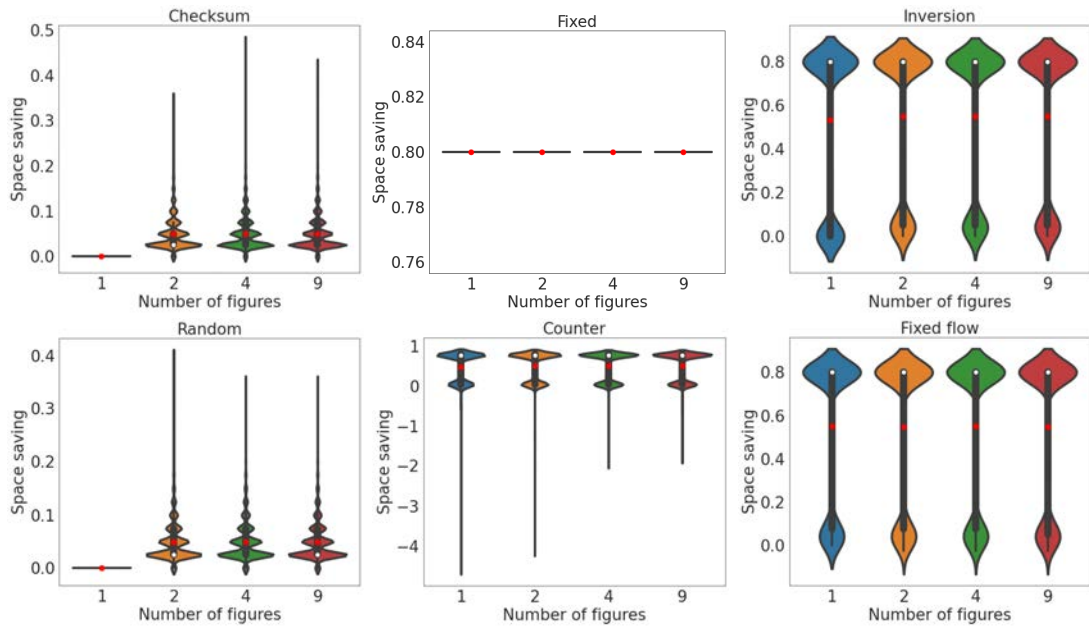 Checksum
Space saving
0.5
0.4
0.3
0.2
0.1
0.0
1 2 4 9
Number of figures
Fixed
Space saving
0.84
0.82
0.80
0.78
0.76
1 2 4 9
Number of figures
Inversion
Space saving
0.8
0.6
0.4
0.2
0.0
1 2 4 9
Number of figures
Random
Space saving
0.4
0.3
0.2
0.1
0.0
1 2 4 9
Number of figures
Counter
Space saving
1
0
−1
−2
−3
−4
1 2 4 9
Number of figures
Fixed flow
Space saving
0.8
0.6
0.4
0.2
0.0
1 2 4 9
Number of figures